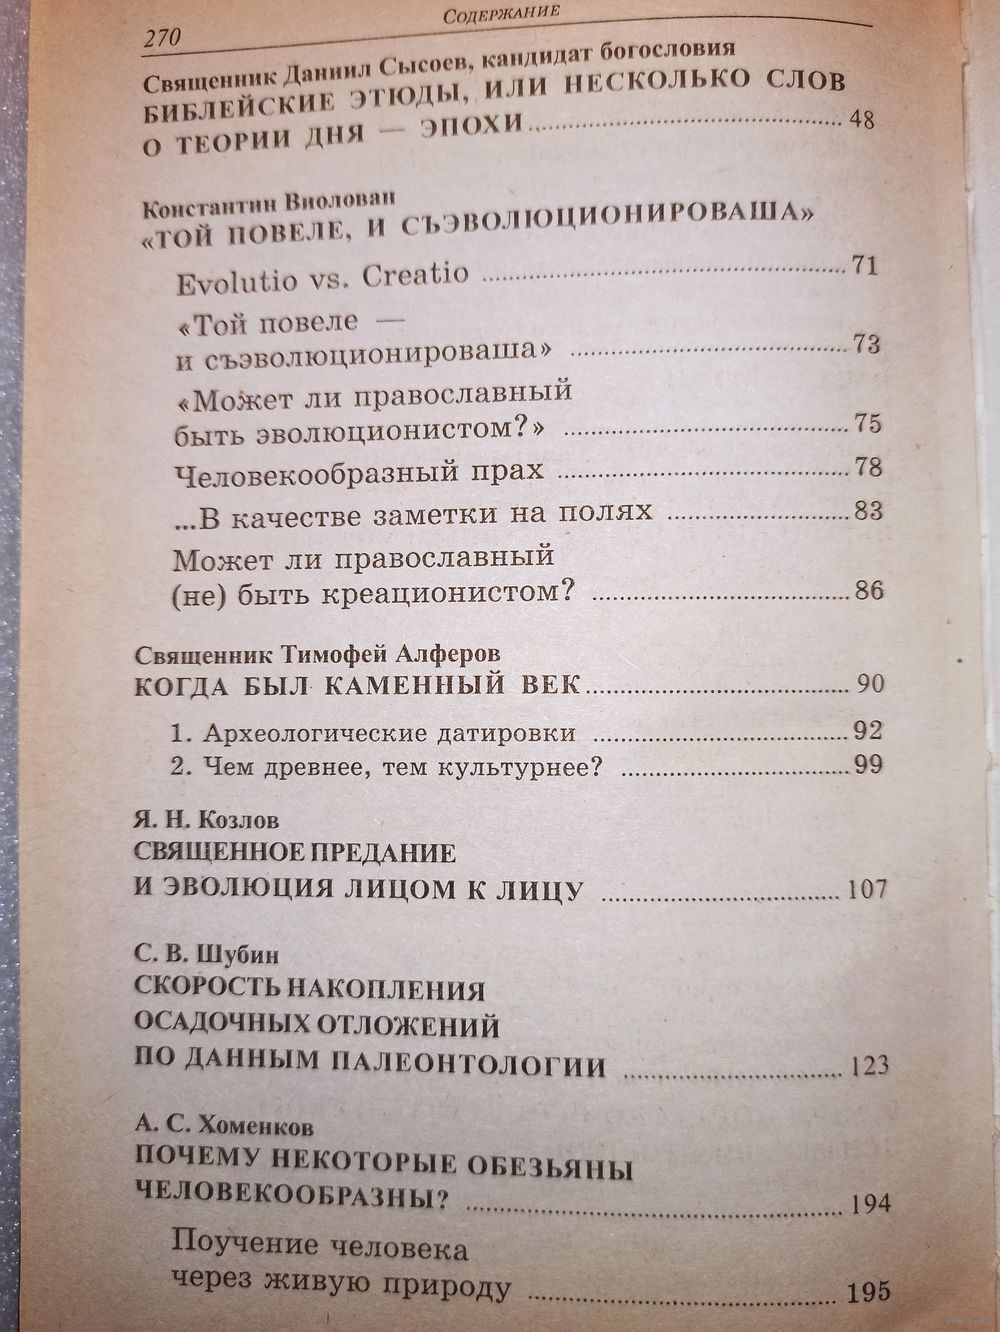 270
СОДЕРЖАНИЕ
Священник Даниил Сысоев, кандидат богословия
БИБЛЕЙСКИЕ ЭТЮДЫ, ИЛИ НЕСКОЛЬКО СЛОВ
О ТЕОРИИ ДНЯ — ЭПОХИ ........ 48
Константин Виолован
«ТОЙ ПОВЕЛЕ, И СЪЭВОЛЮЦИОНИРОВАША»
Evolutio vs. Creatio ........ 71
«Той повеле —
и съэволюционироваша» ........ 73
«Может ли православный
быть эволюционистом?» ........ 75
Человекообразный прах ........ 78
...В качестве заметки на полях ........ 83
Может ли православный
(не) быть креационистом? ........ 86
Священник Тимофей Алферов
КОГДА БЫЛ КАМЕННЫЙ ВЕК ........ 90
1. Археологические датировки ........ 92
2. Чем древнее, тем культурнее? ........ 99
Я. Н. Козлов
СВЯЩЕННОЕ ПРЕДАНИЕ
И ЭВОЛЮЦИЯ ЛИЦОМ К ЛИЦУ ........ 107
С. В. Шубин
СКОРОСТЬ НАКОПЛЕНИЯ
ОСАДОЧНЫХ ОТЛОЖЕНИЙ
ПО ДАННЫМ ПАЛЕОНТОЛОГИИ ........ 123
А. С. Хоменков
ПОЧЕМУ НЕКОТОРЫЕ ОБЕЗЬЯНЫ
ЧЕЛОВЕКООБРАЗНЫ? ........ 194
Поучение человека
через живую природу ........ 195